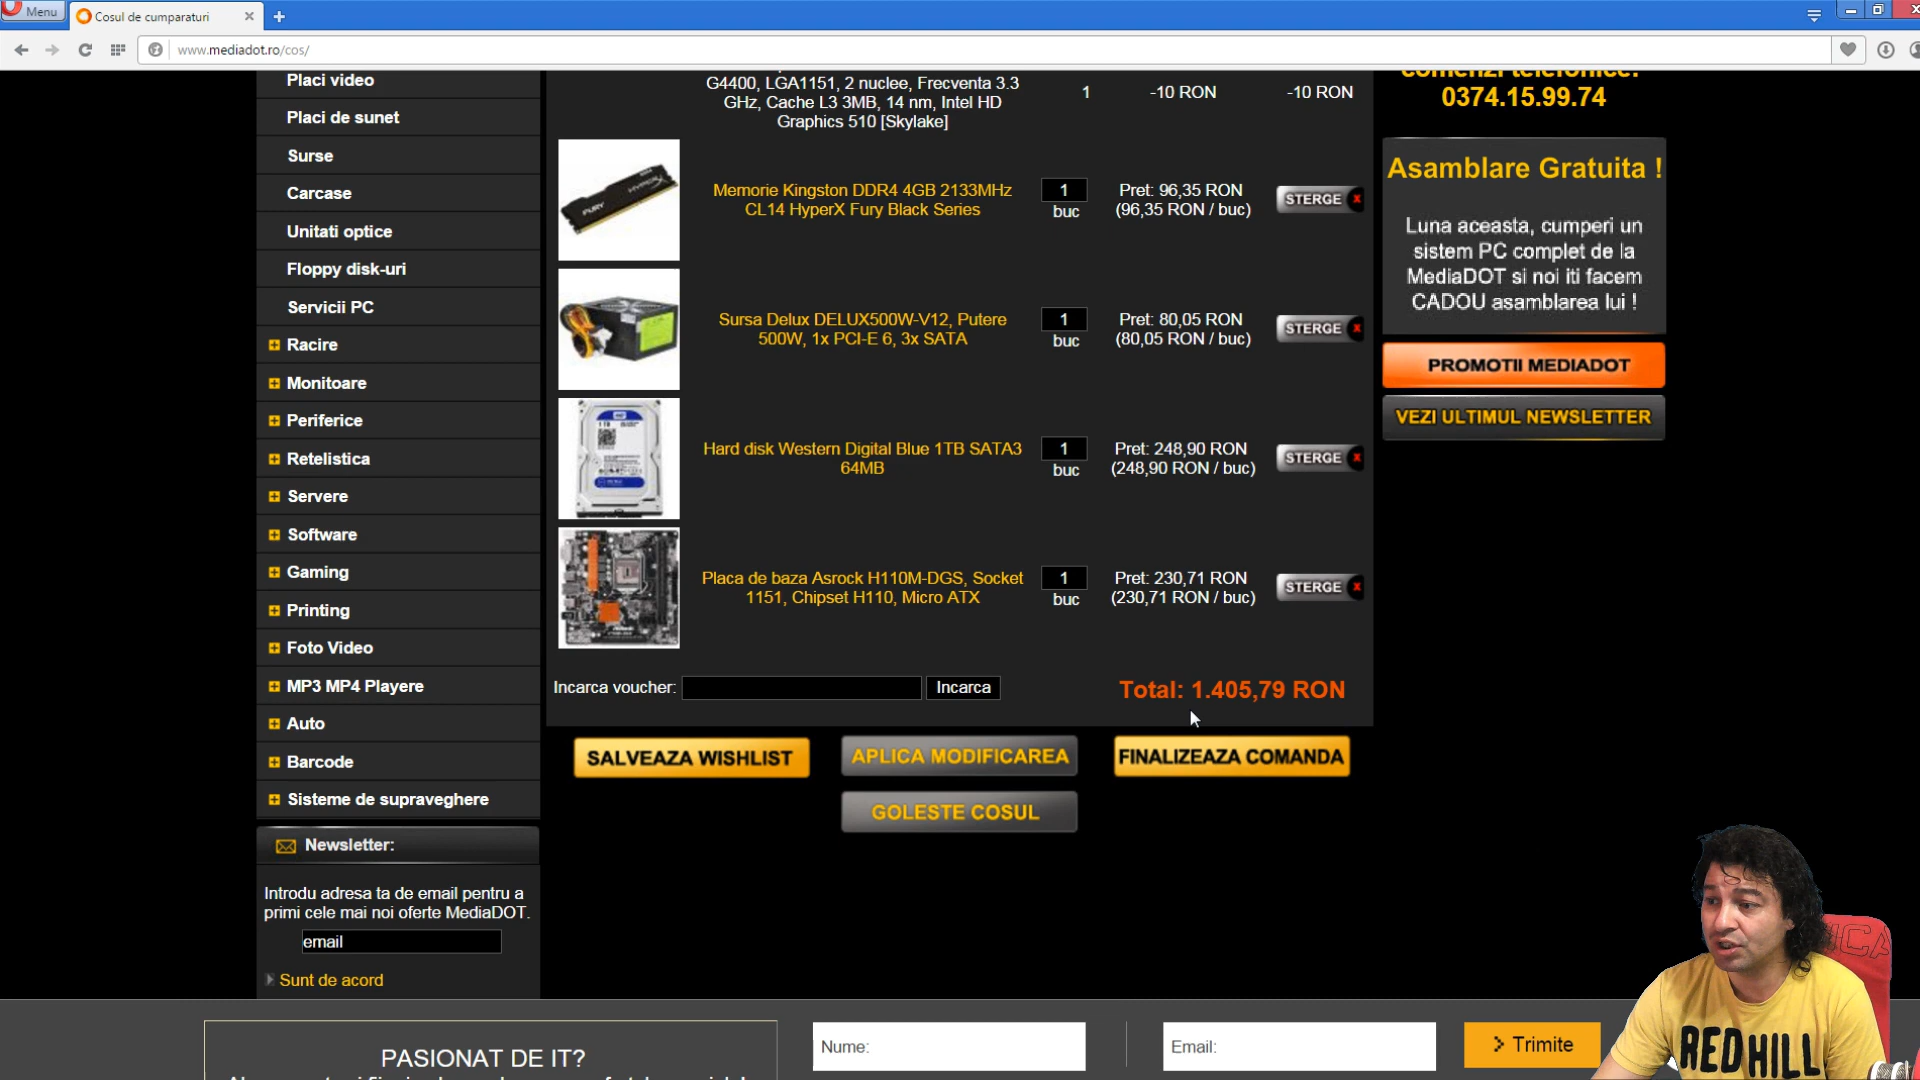 Menu
Cosul de cumparaturi
www.mediadot.ro/cos/
Placi video
Placi de sunet
Surse
Carcase
Unitati optice
Floppy disk-uri
Servicii PC
Racire
Monitoare
Periferice
Retelistica
Servere
Software
Gaming
Printing
Foto Video
MP3 MP4 Playere
Auto
Barcode
Sisteme de supraveghere
Newsletter:
Introdu adresa ta de email pentru a
primi cele mai noi oferte MediaDOT.
email
Sunt de acord
G4400, LGA1151, 2 nuclee, Frecventa 3.3
GHz, Cache L3 3MB, 14 nm, Intel HD
Graphics 510 [Skylake]
1
-10 RON
-10 RON
Memorie Kingston DDR4 4GB 2133MHz
CL14 HyperX Fury Black Series
1
buc
Pret: 96,35 RON
(96,35 RON / buc)
STERGE x
Sursa Delux DELUX500W-V12, Putere
500W, 1x PCI-E 6, 3x SATA
1
buc
Pret: 80,05 RON
(80,05 RON / buc)
STERGE x
Hard disk Western Digital Blue 1TB SATA3
64MB
1
buc
Pret: 248,90 RON
(248,90 RON / buc)
STERGE x
Placa de baza Asrock H110M-DGS, Socket
1151, Chipset H110, Micro ATX
1
buc
Pret: 230,71 RON
(230,71 RON / buc)
STERGE x
Incarca voucher:
Incarca
Total: 1.405,79 RON
SALVEAZA WISHLIST
APLICA MODIFICAREA
FINALIZEAZA COMANDA
GOLESTE COSUL
comenzi telefonice:
0374.15.99.74
Asamblare Gratuita !
Luna aceasta, cumperi un
sistem PC complet de la
MediaDOT si noi iti facem
CADOU asamblarea lui !
PROMOTII MEDIADOT
VEZI ULTIMUL NEWSLETTER
PASIONAT DE IT?
Nume:
Email:
Trimite
RED HILL